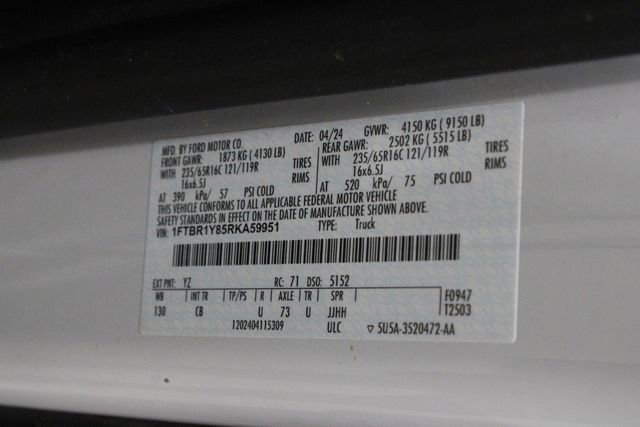 MFD. BY FORD MOTOR CO. DATE: 04/24 GVWR: 4150 KG ( 9150 LB)
FRONT GAWR: 1873 KG ( 4130 LB) REAR GAWR: 2502 KG ( 5515 LB)
WITH 235/65R16C 121/119R TIRES WITH 235/65R16C 121/119R TIRES
16x6.5J RIMS 16x6.5J RIMS
AT 390 kPa/ 57 PSI COLD AT 520 kPa/ 75 PSI COLD
THIS VEHICLE CONFORMS TO ALL APPLICABLE FEDERAL MOTOR VEHICLE
SAFETY STANDARDS IN EFFECT ON THE DATE OF MANUFACTURE SHOWN ABOVE.
VIN: 1FTBR1Y85RKA59951 TYPE: Truck
EXT PNT: YZ RC: 71 DSO: 5152
WB INT TR TP/PS R AXLE TR SPR F0947
130 CB U 73 U JJHH T2503
1202404115309 ULC ▽ 5U5A-3520472-AA